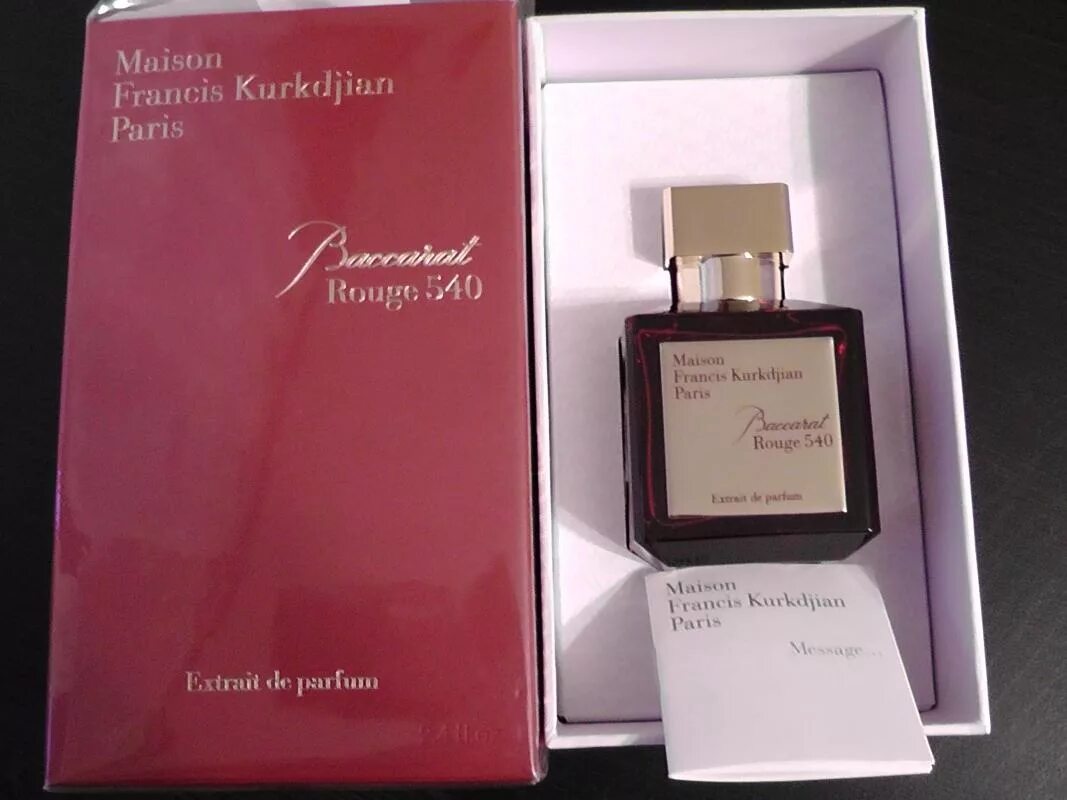 Maison
Francis Kurkdjian
Paris
Baccarat
Rouge 540
Extrait de parfum
Maison
Francis Kurkdjian
Paris
Baccarat
Rouge 540
Extrait de parfum
Maison
Francis Kurkdjian
Paris
Message...